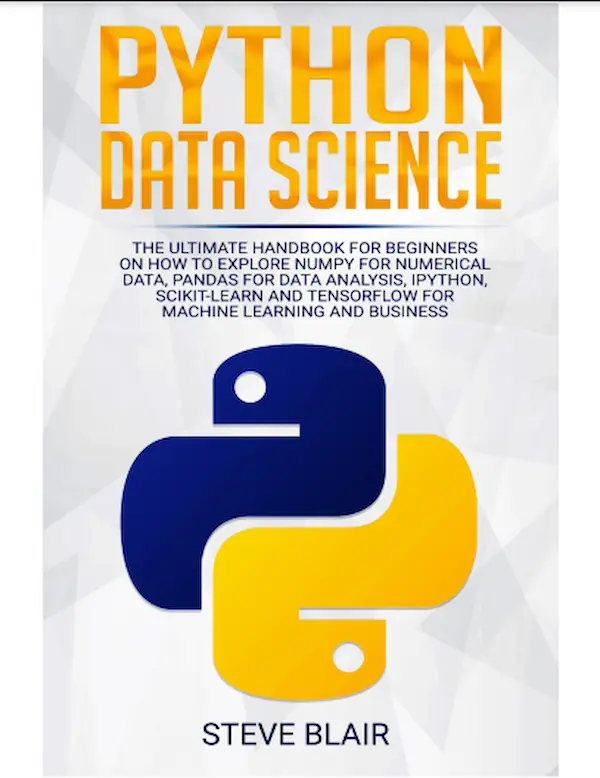 PYTHON
DATA SCIENCE
THE ULTIMATE HANDBOOK FOR BEGINNERS
ON HOW TO EXPLORE NUMPY FOR NUMERICAL
DATA, PANDAS FOR DATA ANALYSIS, IPYTHON,
SCIKIT-LEARN AND TENSORFLOW FOR
MACHINE LEARNING AND BUSINESS
STEVE BLAIR